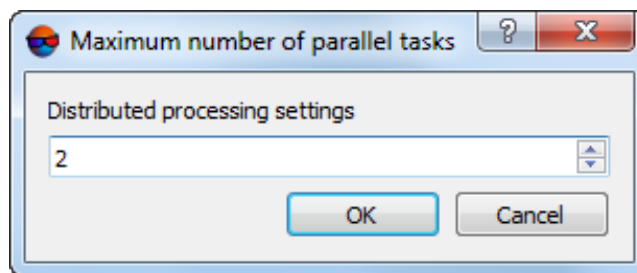 Maximum number of parallel tasks
Distributed processing settings
2
OK
Cancel